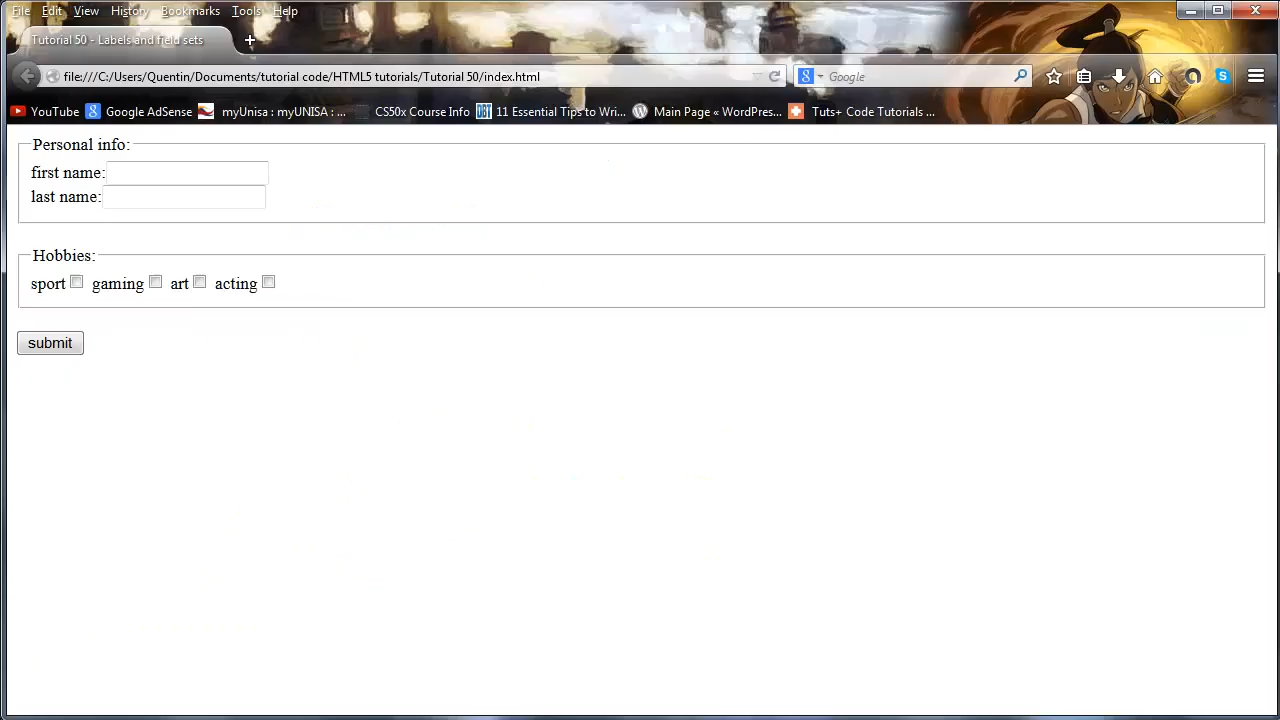 File Edit View History Bookmarks Tools Help
Tutorial 50 - Labels and field sets +
file:///C:/Users/Quentin/Documents/tutorial code/HTML5 tutorials/Tutorial 50/index.html Google
YouTube Google AdSense myUnisa : myUNISA : ... CS50x Course Info DBT 11 Essential Tips to Wri... Main Page « WordPres... Tuts+ Code Tutorials ...
Personal info:
first name:
last name:
Hobbies:
sport gaming art acting
submit